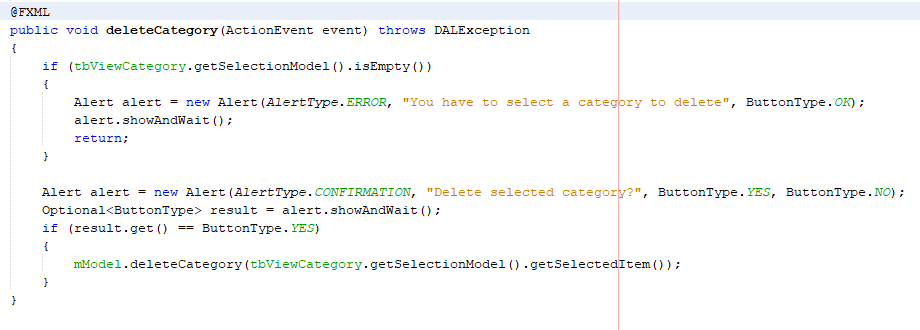 @FXML
public void deleteCategory(ActionEvent event) throws DALException
{
    if (tbViewCategory.getSelectionModel().isEmpty())
    {
        Alert alert = new Alert(AlertType.ERROR, "You have to select a category to delete", ButtonType.OK);
        alert.showAndWait();
        return;
    }

    Alert alert = new Alert(AlertType.CONFIRMATION, "Delete selected category?", ButtonType.YES, ButtonType.NO);
    Optional<ButtonType> result = alert.showAndWait();
    if (result.get() == ButtonType.YES)
    {
        mModel.deleteCategory(tbViewCategory.getSelectionModel().getSelectedItem());
    }
}